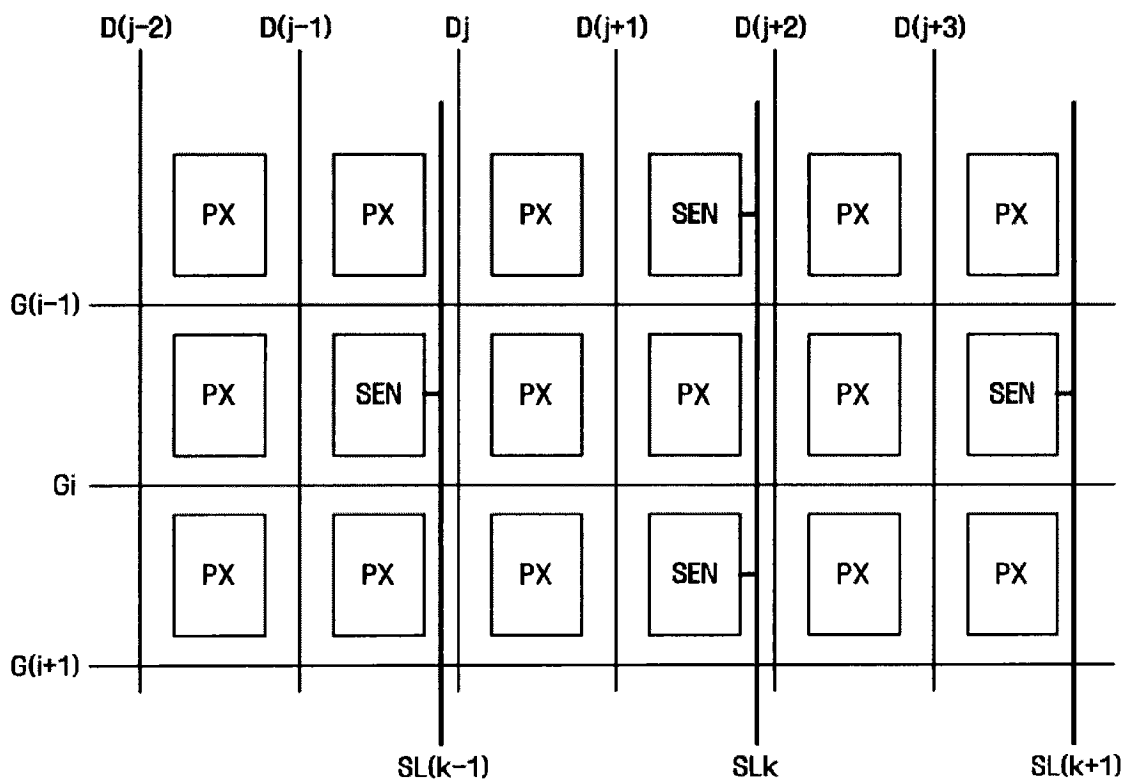 D(j-2) D(j-1) Dj D(j+1) D(j+2) D(j+3)
PX PX PX SEN PX PX
G(i-1)
PX SEN PX PX PX SEN
Gi
PX PX PX SEN PX PX
G(i+1)
SL(k-1) SLk SL(k+1)